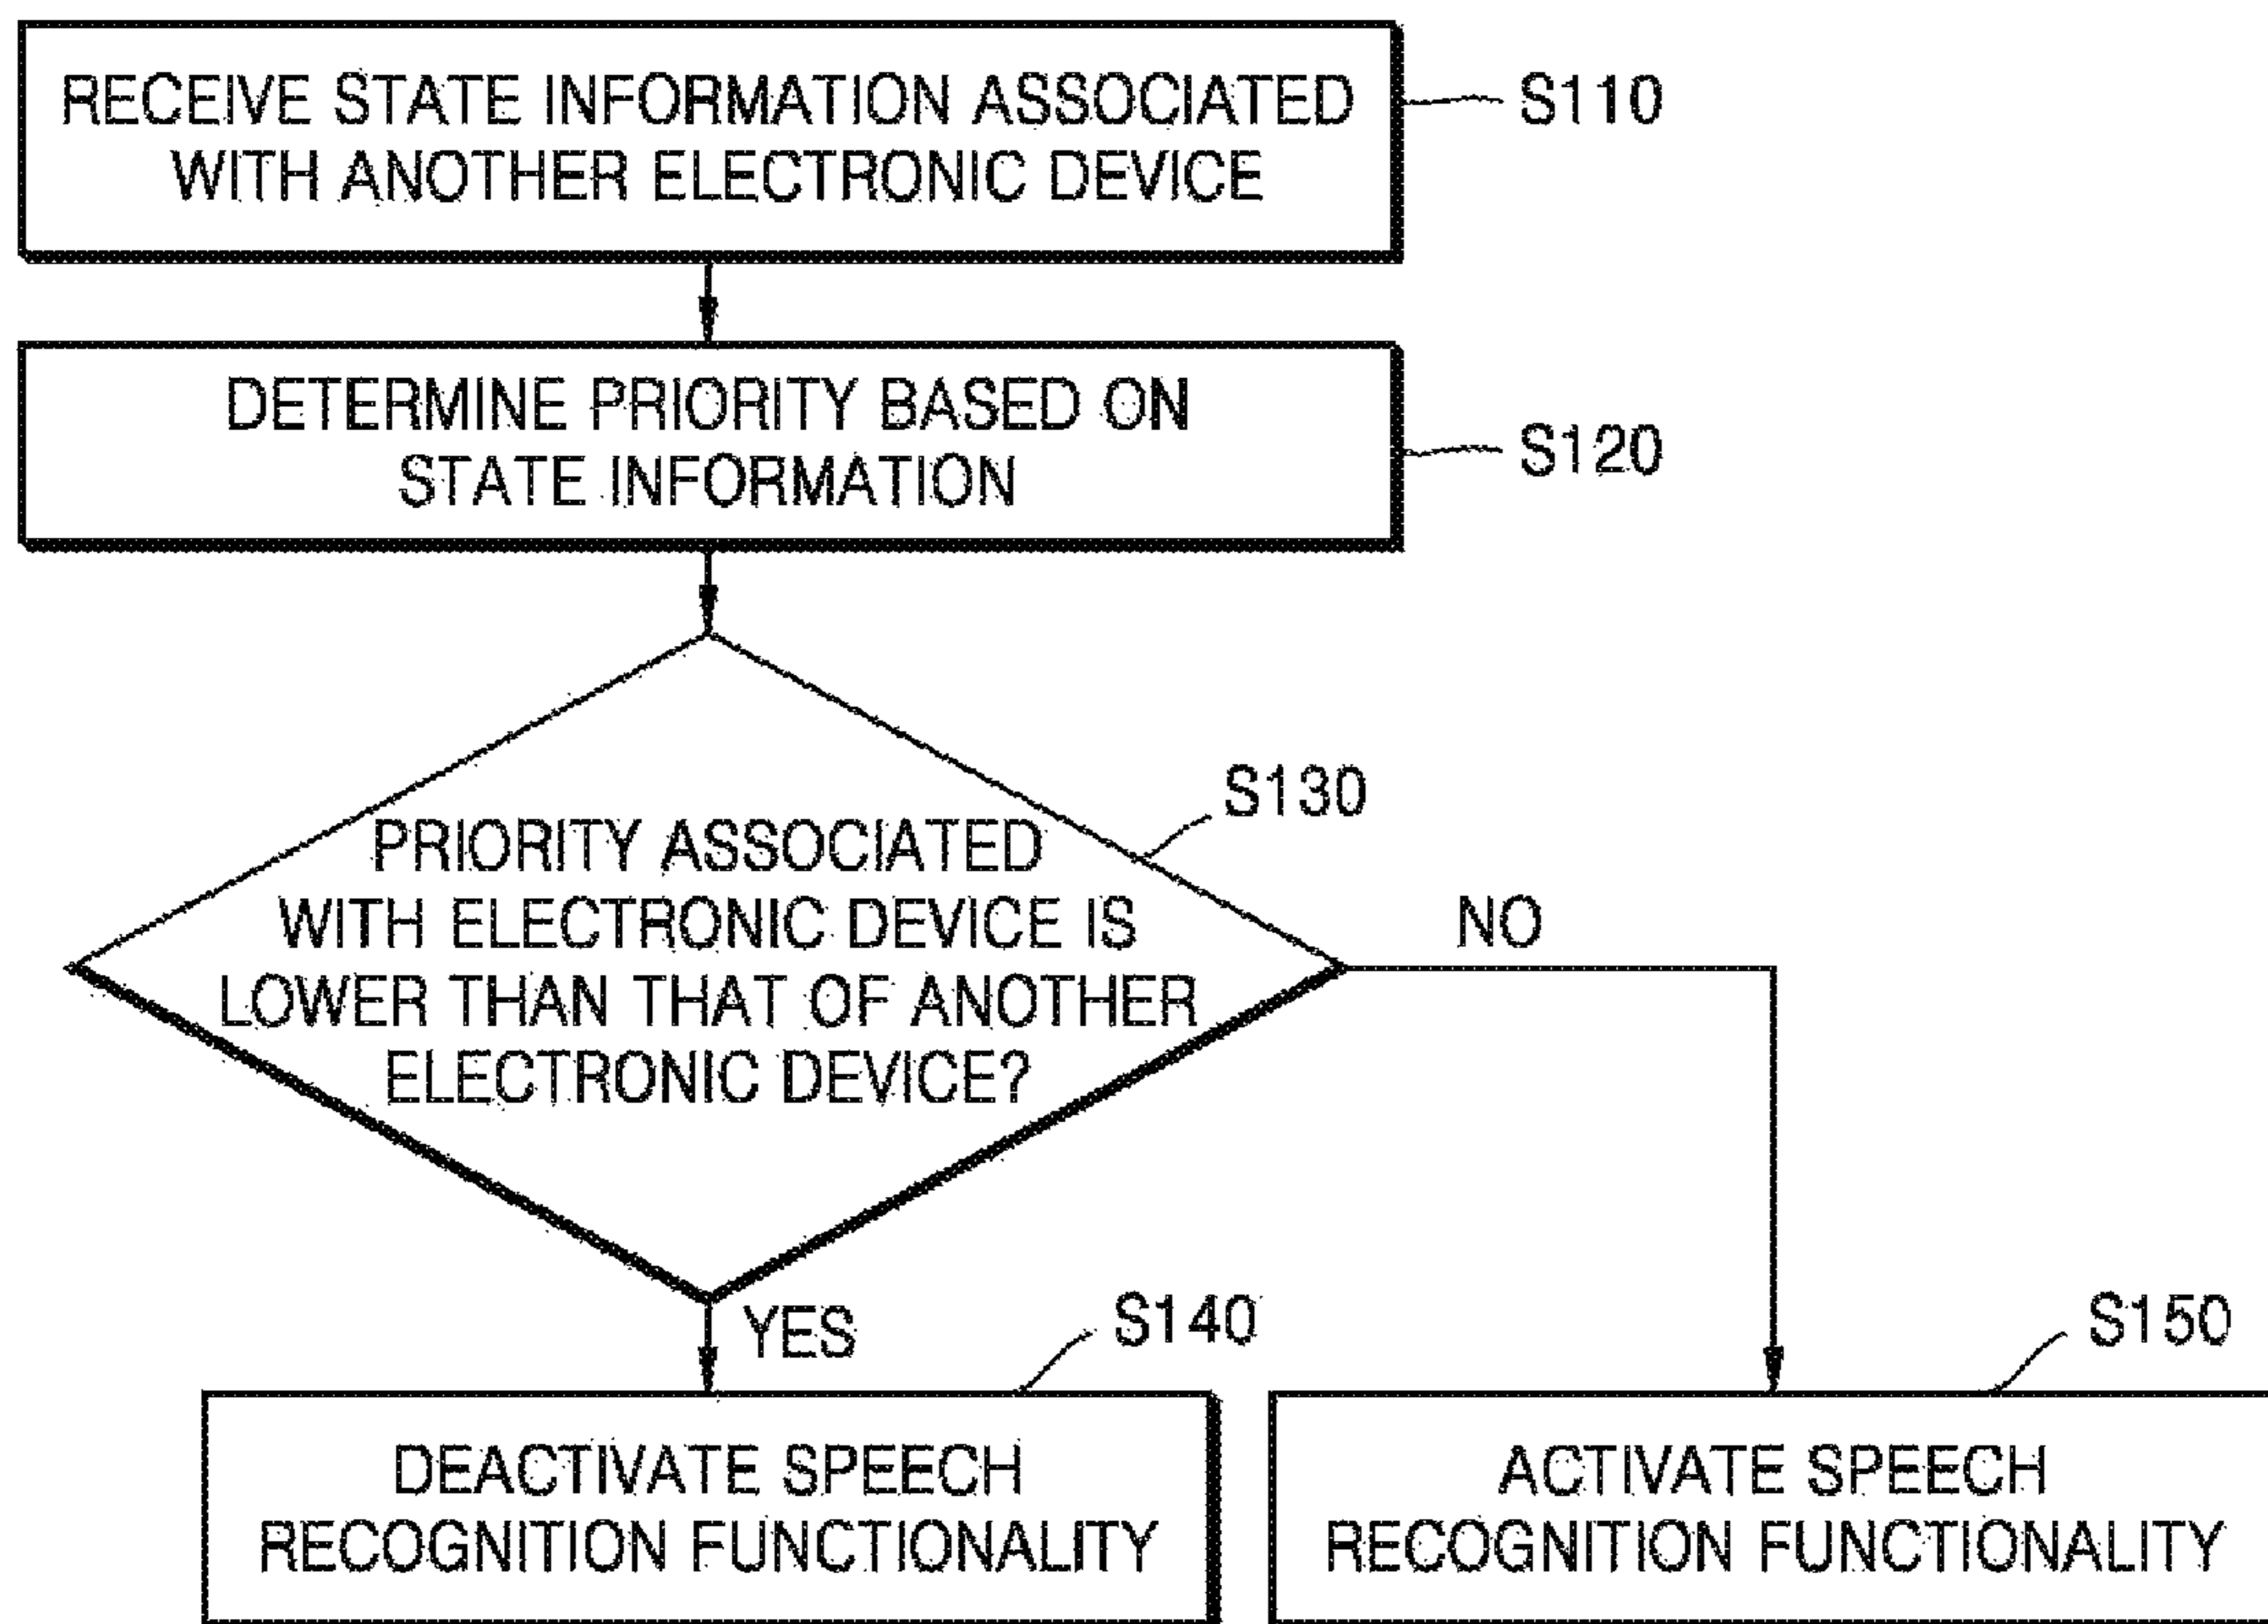 RECEIVE STATE INFORMATION ASSOCIATED
WITH ANOTHER ELECTRONIC DEVICE
S110
DETERMINE PRIORITY BASED ON
STATE INFORMATION
S120
PRIORITY ASSOCIATED
WITH ELECTRONIC DEVICE IS
LOWER THAN THAT OF ANOTHER
ELECTRONIC DEVICE?
S130
NO
YES
S140
DEACTIVATE SPEECH
RECOGNITION FUNCTIONALITY
S150
ACTIVATE SPEECH
RECOGNITION FUNCTIONALITY